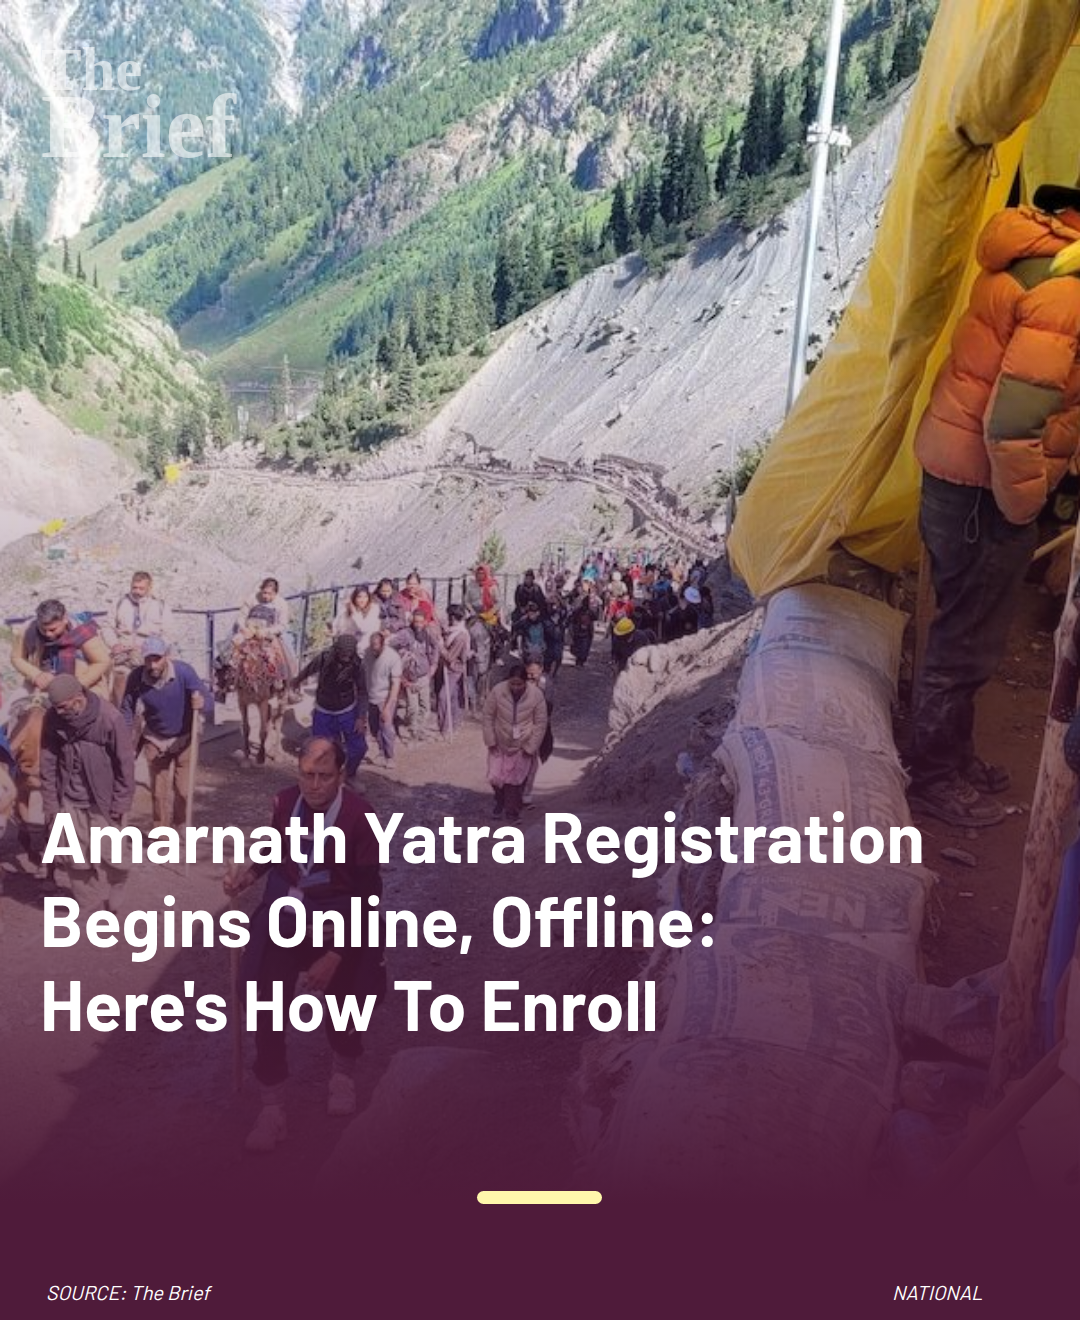 The
Brief
Amarnath Yatra Registration
Begins Online, Offline:
Here's How To Enroll
SOURCE: The Brief
NATIONAL